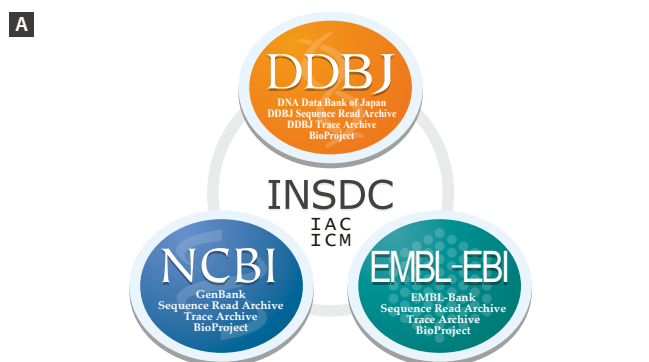 A
DDBJ
DNA Data Bank of Japan
DDBJ Sequence Read Archive
DDBJ Trace Archive
BioProject
INSDC
IAC
ICM
NCBI
GenBank
Sequence Read Archive
Trace Archive
BioProject
EMBL-EBI
EMBL-Bank
Sequence Read Archive
Trace Archive
BioProject